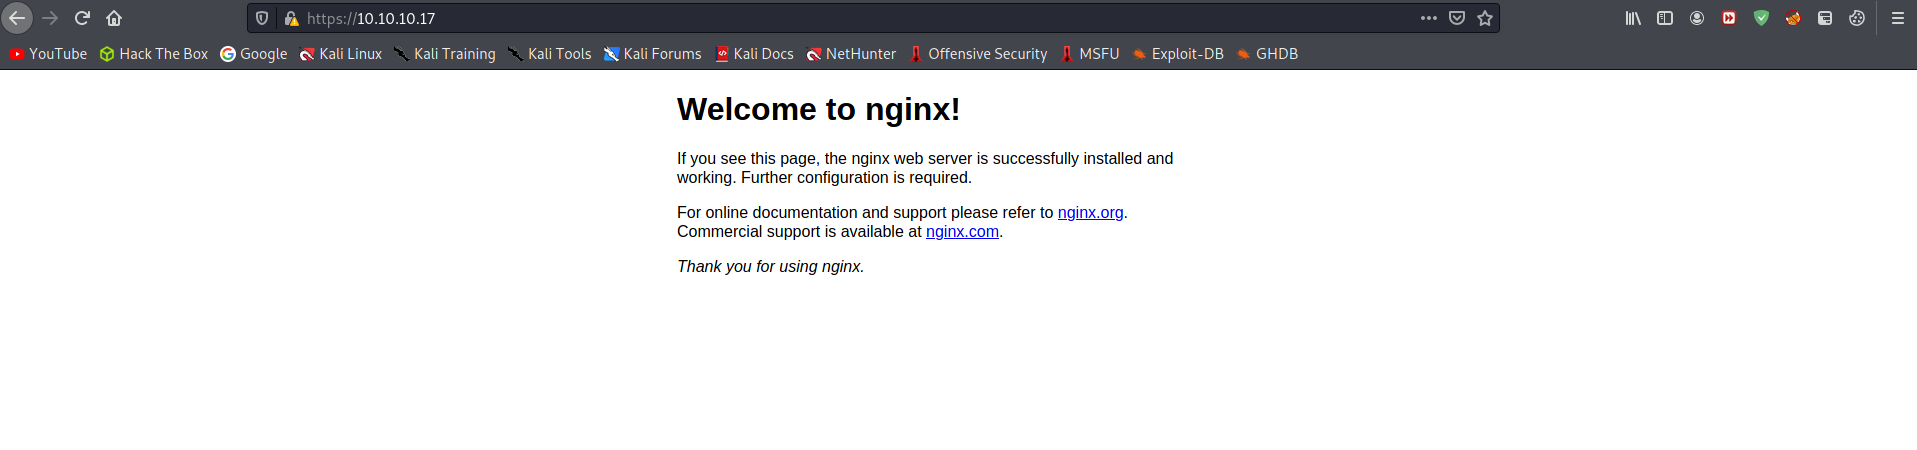 https://10.10.10.17
YouTube Hack The Box Google Kali Linux Kali Training Kali Tools Kali Forums Kali Docs NetHunter Offensive Security MSFU Exploit-DB GHDB
Welcome to nginx!
If you see this page, the nginx web server is successfully installed and
working. Further configuration is required.
For online documentation and support please refer to nginx.org.
Commercial support is available at nginx.com.
Thank you for using nginx.